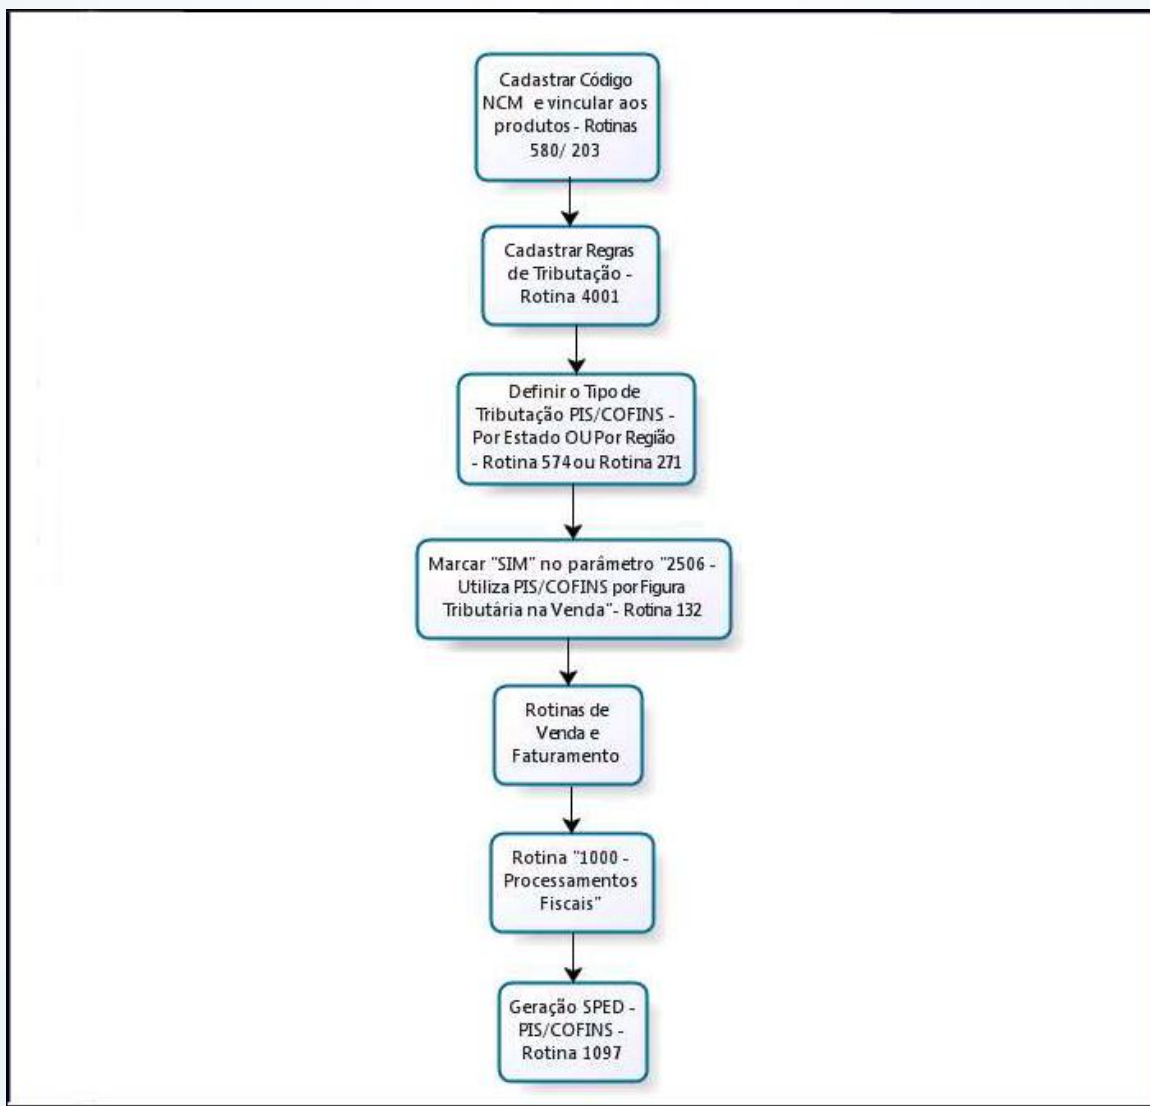 Cadastrar Código
NCM e vincular aos
produtos - Rotinas
580/ 203
Cadastrar Regras
de Tributação -
Rotina 4001
Definir o Tipo de
Tributação PIS/COFINS -
Por Estado OU Por Região
- Rotina 574 ou Rotina 271
Marcar "SIM" no parâmetro "2506 -
Utiliza PIS/COFINS por Figura
Tributária na Venda"- Rotina 132
Rotinas de
Venda e
Faturamento
Rotina "1000 -
Processamentos
Fiscais"
Geração SPED -
PIS/COFINS -
Rotina 1097